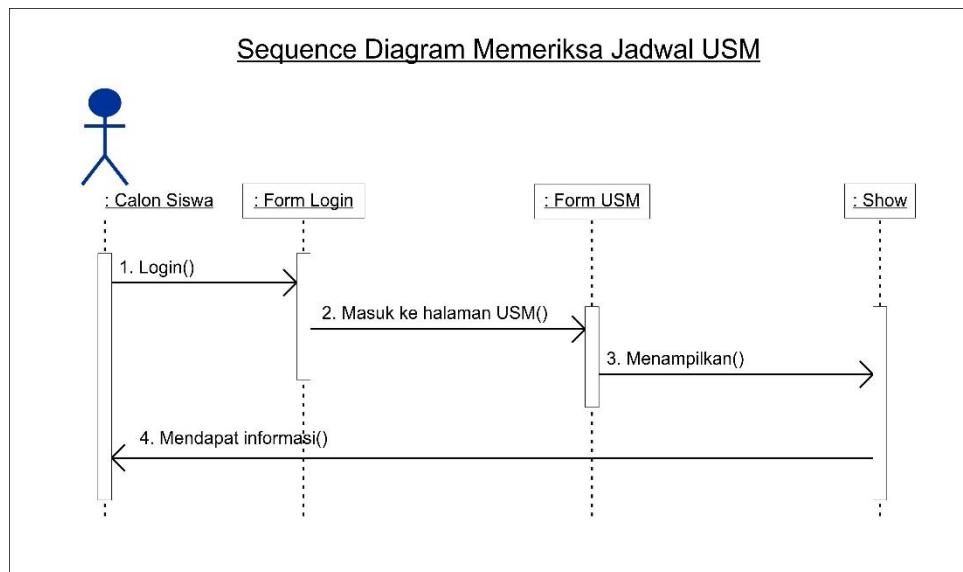 Sequence Diagram Memeriksa Jadwal USM
: Calon Siswa
: Form Login
: Form USM
: Show
1. Login()
2. Masuk ke halaman USM()
3. Menampilkan()
4. Mendapat informasi()